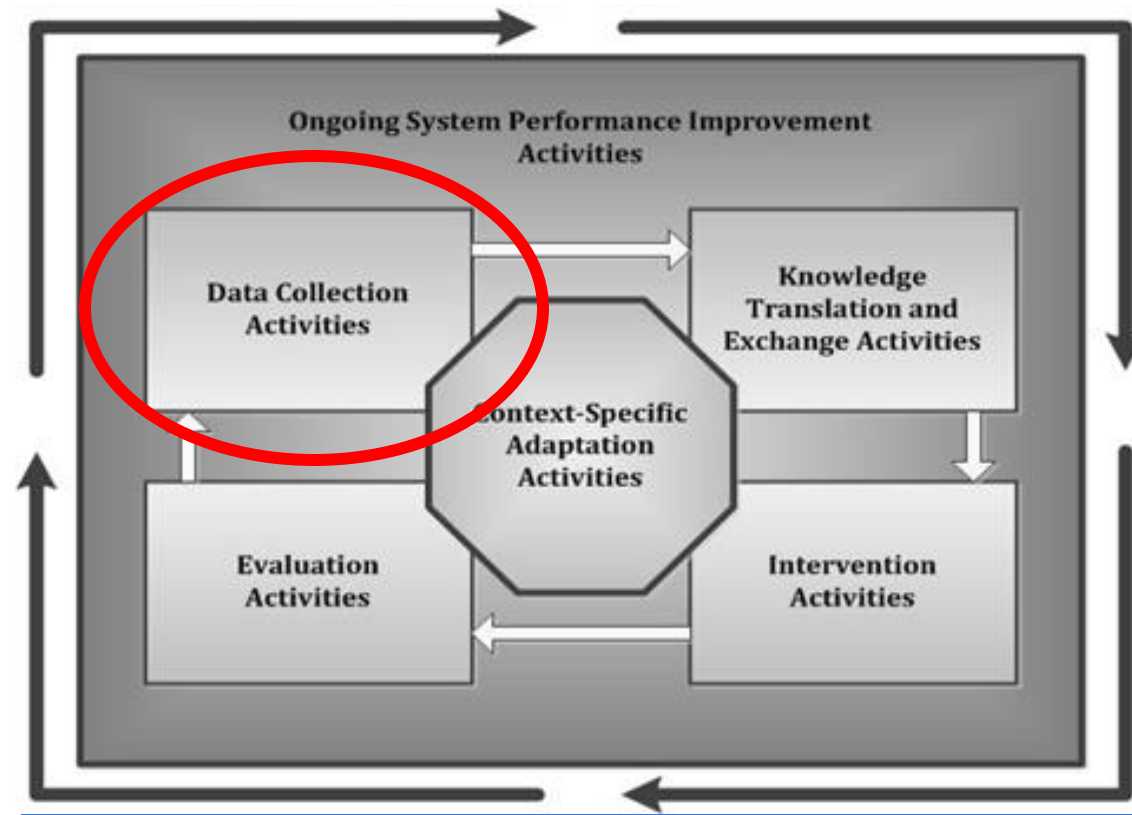 Ongoing System Performance Improvement
Activities
Data Collection
Activities
Knowledge
Translation and
Exchange Activities
Context-Specific
Adaptation
Activities
Evaluation
Activities
Intervention
Activities